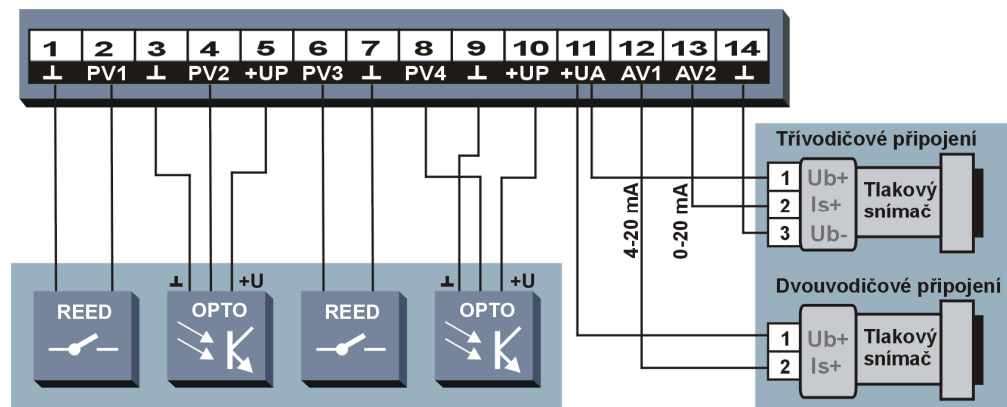 1 2 3 4 5 6 7 8 9 10 11 12 13 14
⊥ PV1 ⊥ PV2 +UP PV3 ⊥ PV4 ⊥ +UP +UA AV1 AV2 ⊥
Třívodičové připojení
1 Ub+
2 Is+
3 Ub-
Tlakový
snímač
4-20 mA
0-20 mA
⊥ +U ⊥ +U
REED OPTO REED OPTO
Dvouvodičové připojení
1 Ub+
2 Is+
Tlakový
snímač